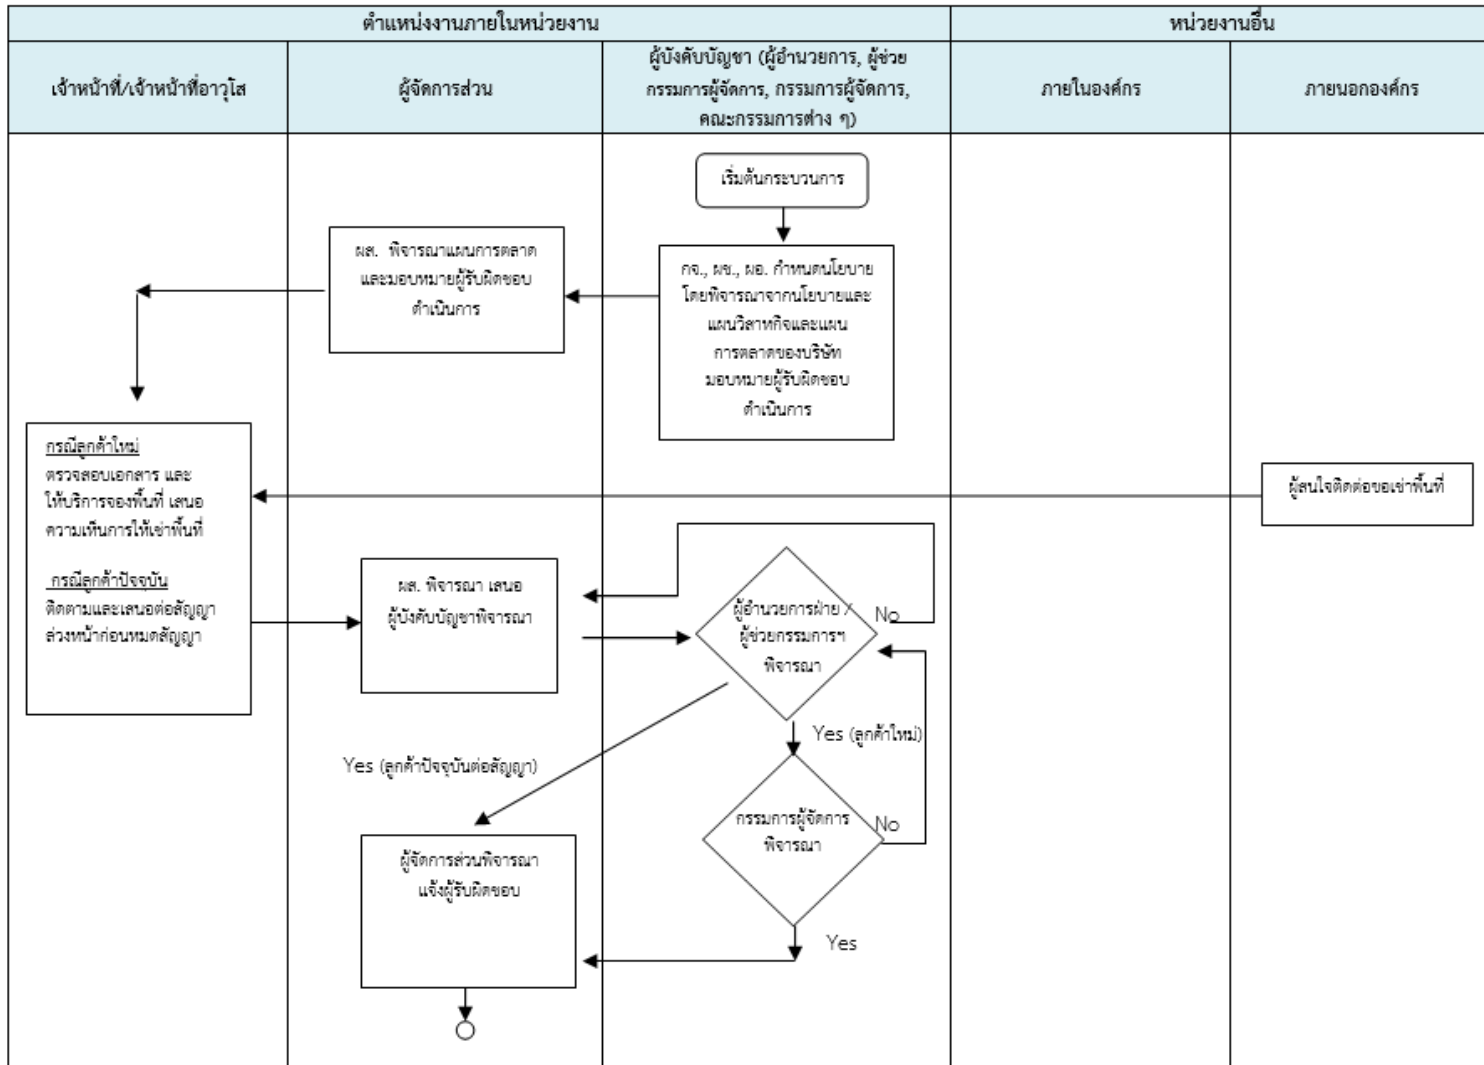 ตำแหน่งงานภายในหน่วยงาน
หน่วยงานอื่น
เจ้าหน้าที่/เจ้าหน้าที่อาวุโส
ผู้จัดการส่วน
ผู้บังคับบัญชา (ผู้อำนวยการ, ผู้ช่วย
กรรมการผู้จัดการ, กรรมการผู้จัดการ,
คณะกรรมการต่าง ๆ)
ภายในองค์กร
ภายนอกองค์กร
เริ่มต้นกระบวนการ
ผส. พิจารณาแผนการตลาด
และมอบหมายผู้รับผิดชอบ
ดำเนินการ
กจ., ผช., ผอ. กำหนดนโยบาย
โดยพิจารณาจากนโยบายและ
แผนวิสาหกิจและแผน
การตลาดของบริษัท
มอบหมายผู้รับผิดชอบ
ดำเนินการ
กรณีลูกค้าใหม่
ตรวจสอบเอกสาร และ
ให้บริการจองพื้นที่ เสนอ
ความเห็นการให้เช่าพื้นที่
กรณีลูกค้าปัจจุบัน
ติดตามและเสนอต่อสัญญา
ล่วงหน้าก่อนหมดสัญญา
ผู้สนใจติดต่อขอเช่าพื้นที่
ผส. พิจารณา เสนอ
ผู้บังคับบัญชาพิจารณา
ผู้อำนวยการฝ่าย /
ผู้ช่วยกรรมการฯ
พิจารณา
No
Yes (ลูกค้าใหม่)
Yes (ลูกค้าปัจจุบันต่อสัญญา)
กรรมการผู้จัดการ
พิจารณา
No
ผู้จัดการส่วนพิจารณา
แจ้งผู้รับผิดชอบ
Yes